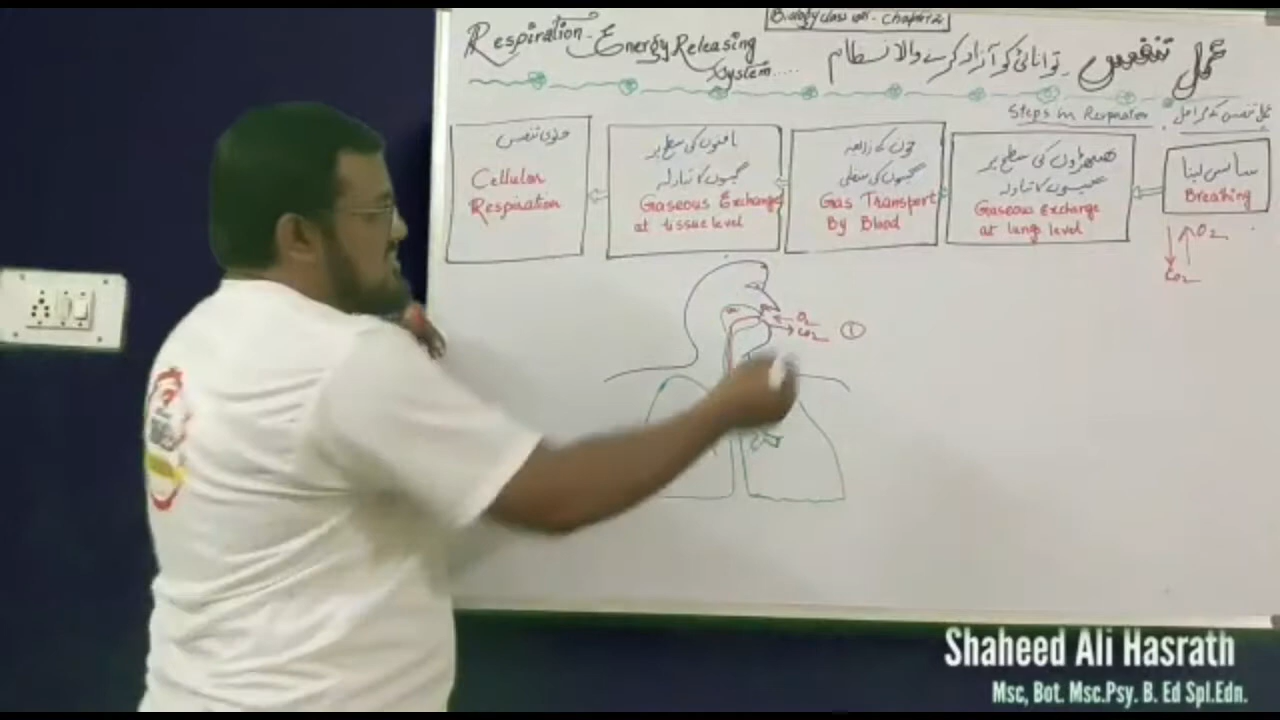 Biology class - Chapter 2
Respiration - Energy Releasing
System....
عمل تنفس - توانائی کو آزاد کرنے والا نظام
Steps in Respiration عمل تنفس کے مراحل
سانس لینا
Breathing
پھیپھڑوں کی سطح پر
گیسوں کا تبادلہ
Gaseous Exchange
at lung level
خون کے ذریعہ
گیسوں کی
Gas Transport
By Blood
بافتوں کی سطح پر
گیسوں کا تبادلہ
Gaseous Exchange
at tissue level
خلوی تنفس
Cellular
Respiration
O2
CO2
O2
CO2
1
Shaheed Ali Hasrath
Msc, Bot. Msc.Psy. B. Ed Spl.Edn.